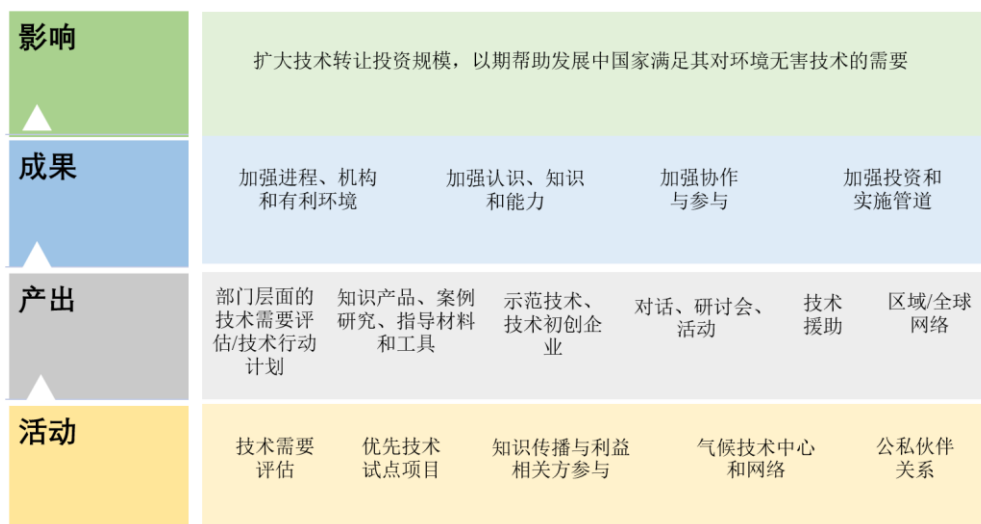 影响
扩大技术转让投资规模，以期帮助发展中国家满足其对环境无害技术的需要
成果
加强进程、机构
和有利环境
加强认识、知识
和能力
加强协作
与参与
加强投资和
实施管道
产出
部门层面的
技术需要评
估/技术行动
计划
知识产品、案例
研究、指导材料
和工具
示范技术、
技术初创企
业
对话、研讨会、
活动
技术
援助
区域/全球
网络
活动
技术需要
评估
优先技术
试点项目
知识传播与利益
相关方参与
气候技术中心
和网络
公私伙伴
关系